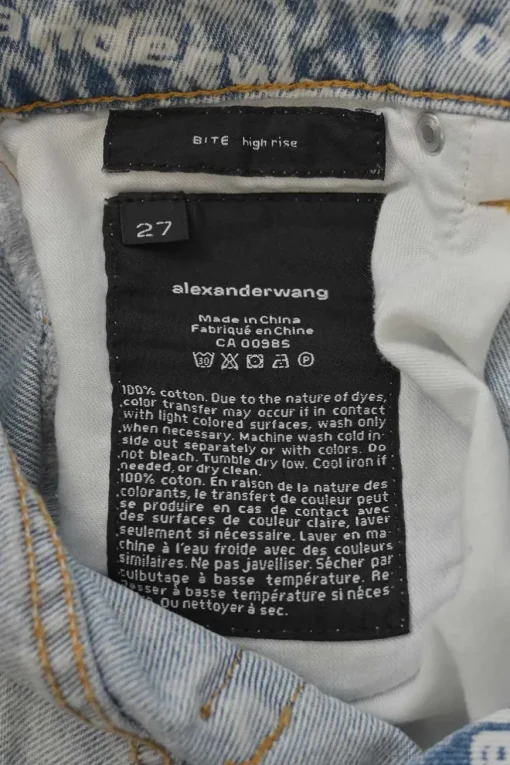 BITE high rise
27
alexanderwang
Made in China
Fabriqué en Chine
CA 00985
30 P
100% cotton. Due to the nature of dyes,
color transfer may occur if in contact
with light colored surfaces, wash only
when necessary. Machine wash cold in-
side out separately or with colors. Do
not bleach. Tumble dry low. Cool iron if
needed, or dry clean.
100% coton. En raison de la nature des
colorants, le transfert de couleur peut
se produire en cas de contact avec
des surfaces de couleur claire, laver
seulement si nécessaire. Laver en ma-
chine à l'eau froide avec des couleurs
similaires. Ne pas javelliser. Sécher par
culbutage à basse température. Re
passer à basse température si néces
ou nettoyer à sec.